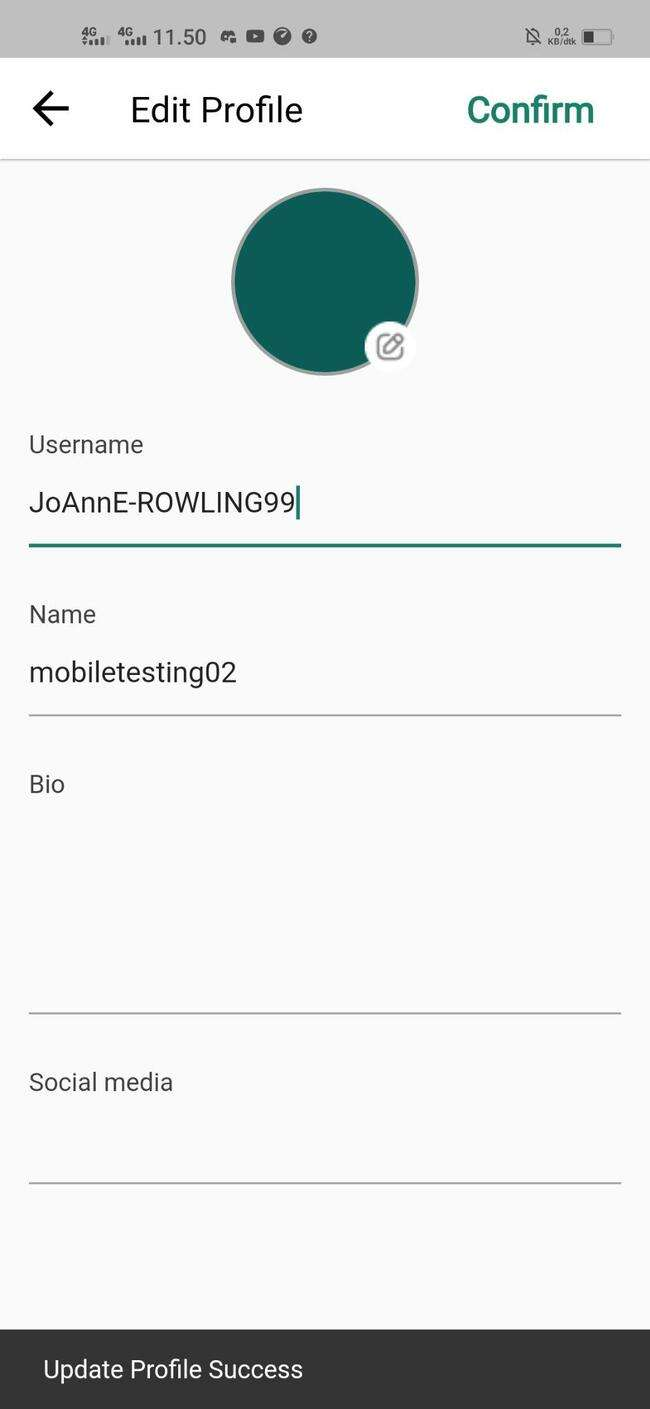 4G 4G 11.50 0,2 KB/dtk
Edit Profile Confirm
Username
JoAnnE-ROWLING99
Name
mobiletesting02
Bio
Social media
Update Profile Success